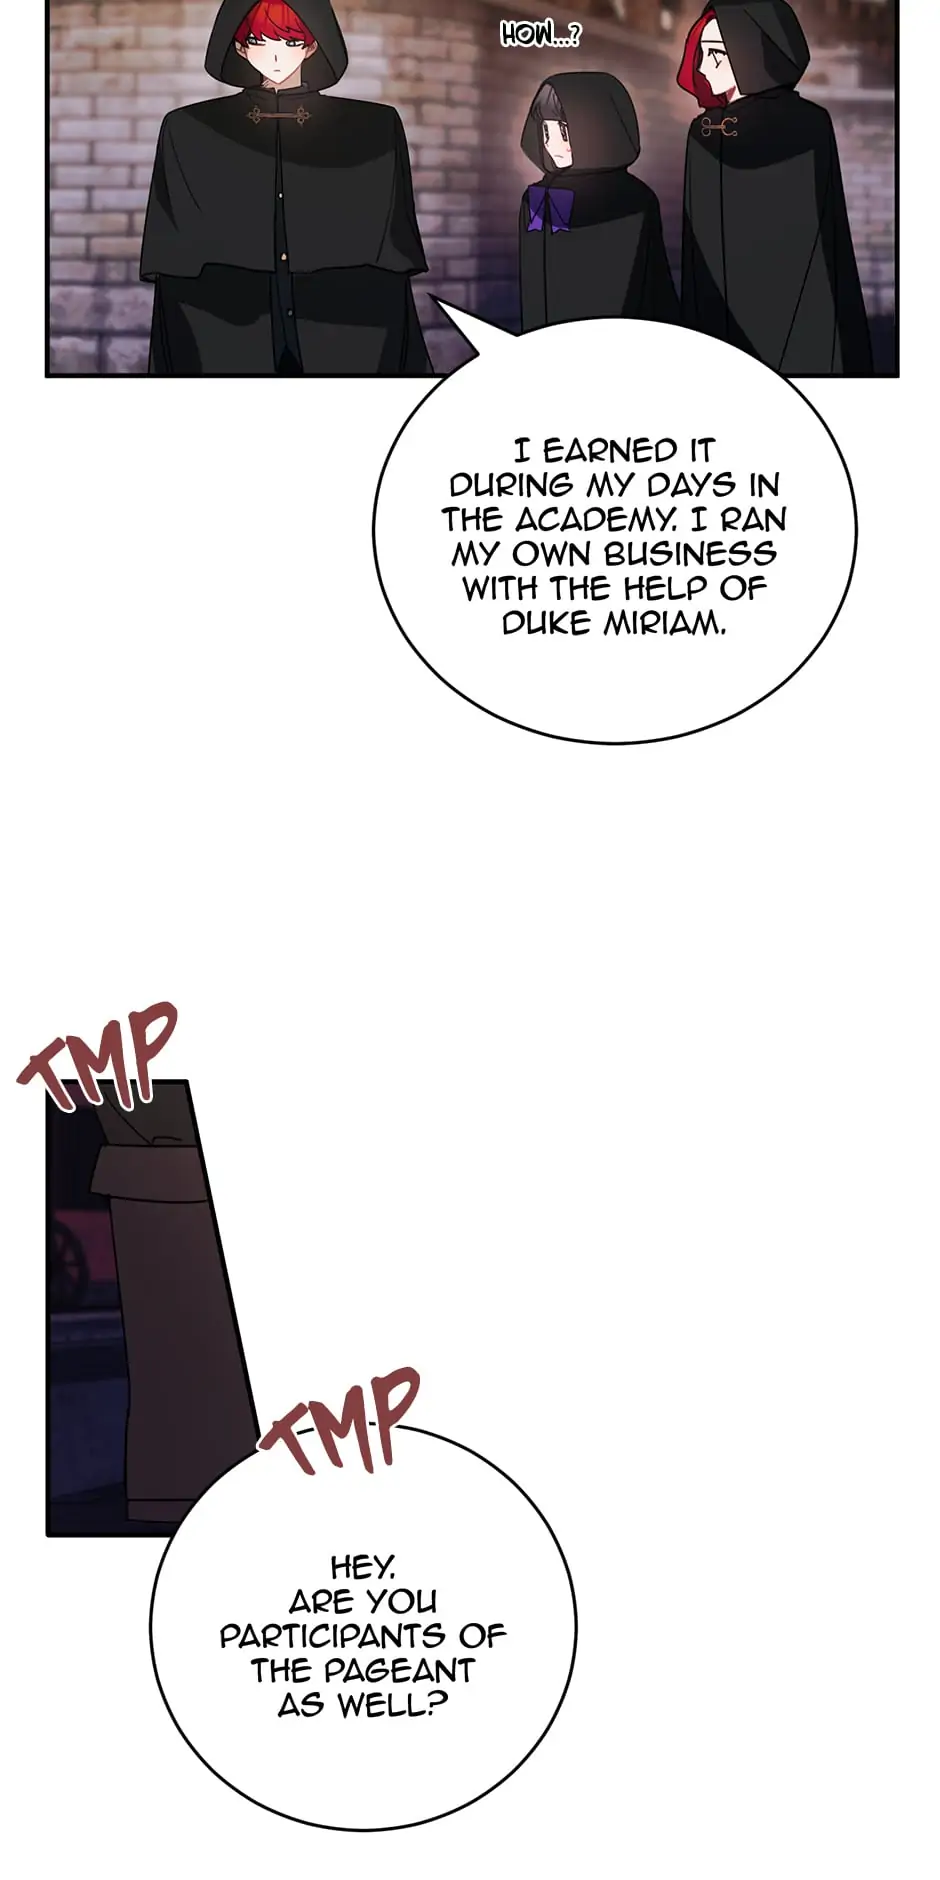 HOW...?
I EARNED IT
DURING MY DAYS IN
THE ACADEMY. I RAN
MY OWN BUSINESS
WITH THE HELP OF
DUKE MIRIAM.
TMP
TMP
HEY.
ARE YOU
PARTICIPANTS OF
THE PAGEANT
AS WELL?